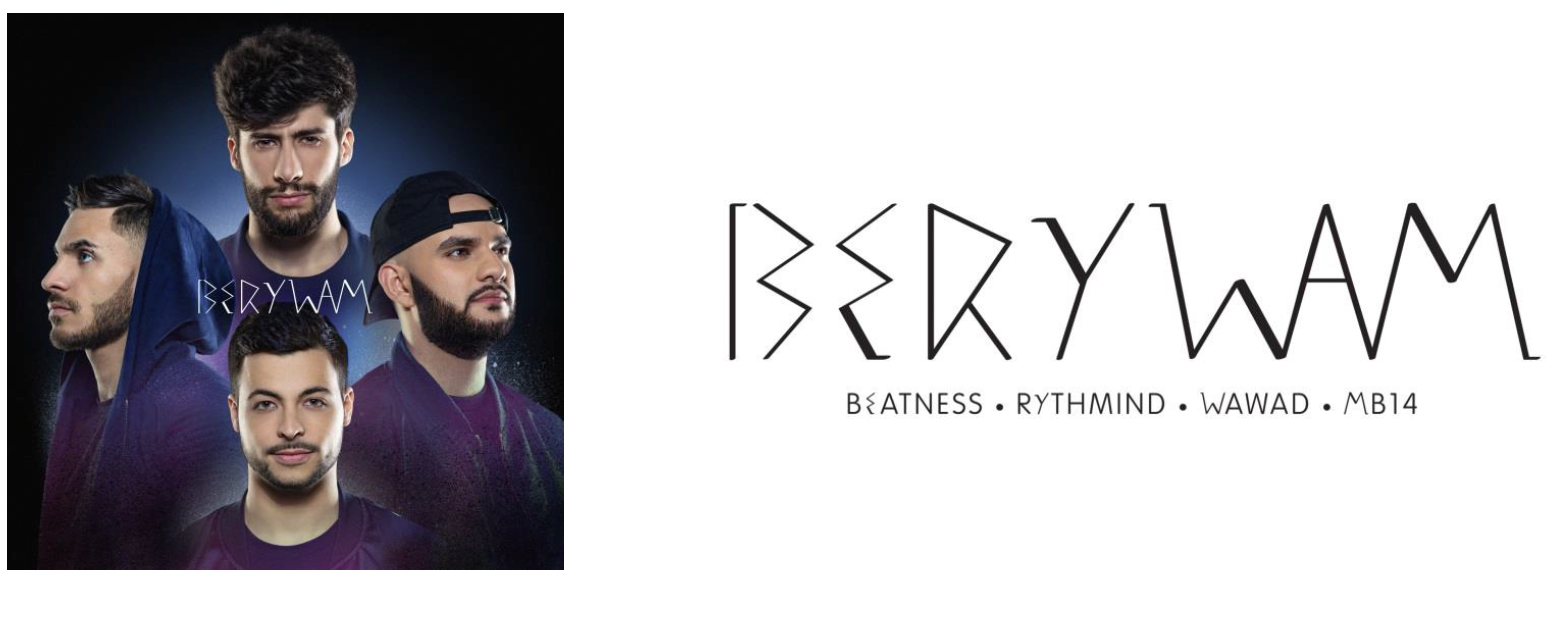 BERYWAM
BERYWAM
BEATNESS • RYTHMIND • WAWAD • MB14